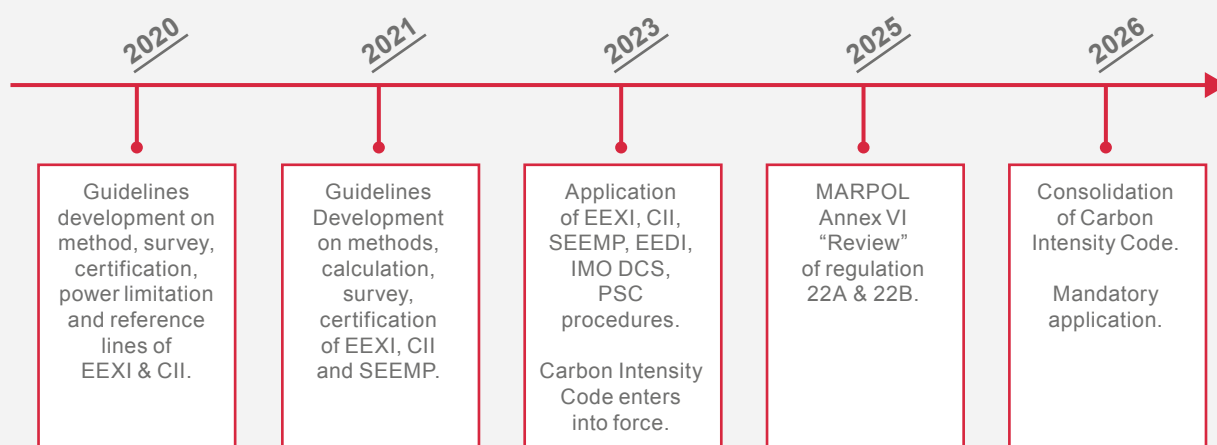 2020
2021
2023
2025
2026
Guidelines
development on
method, survey,
certification,
power limitation
and reference
lines of
EEXI & CII.
Guidelines
Development
on methods,
calculation,
survey,
certification
of EEXI, CII
and SEEMP.
Application
of EEXI, CII,
SEEMP, EEDI,
IMO DCS,
PSC
procedures.
Carbon Intensity
Code enters
into force.
MARPOL
Annex VI
“Review”
of regulation
22A & 22B.
Consolidation
of Carbon
Intensity Code.
Mandatory
application.